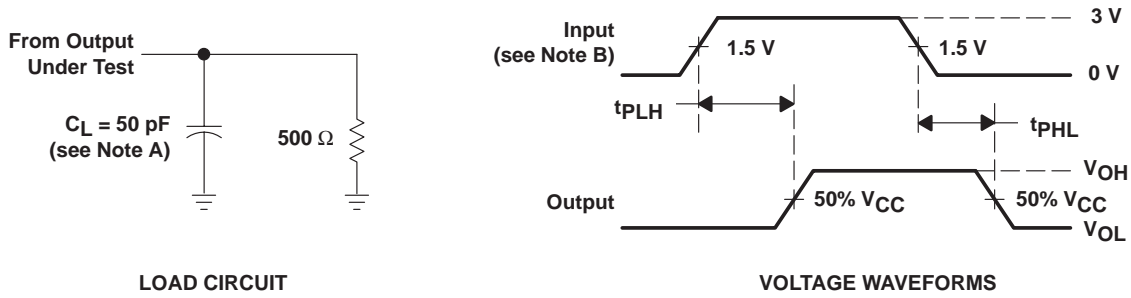 From Output
Under Test
C_L = 50 pF
(see Note A)
500 Ω
LOAD CIRCUIT
Input
(see Note B)
1.5 V
1.5 V
3 V
0 V
t_PLH
t_PHL
Output
50% V_CC
50% V_CC
V_OH
V_OL
VOLTAGE WAVEFORMS